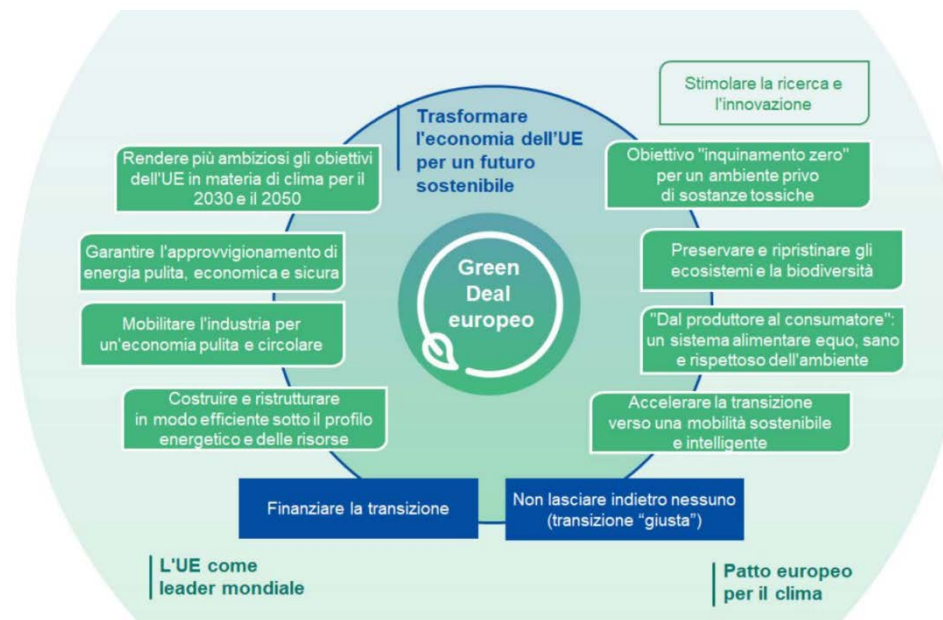 Stimolare la ricerca e
l'innovazione
Trasformare
l'economia dell'UE
per un futuro
sostenibile
Rendere più ambiziosi gli obiettivi
dell'UE in materia di clima per il
2030 e il 2050
Obiettivo "inquinamento zero"
per un ambiente privo
di sostanze tossiche
Garantire l'approvvigionamento di
energia pulita, economica e sicura
Green
Deal
europeo
Preservare e ripristinare gli
ecosistemi e la biodiversità
Mobilitare l'industria per
un'economia pulita e circolare
"Dal produttore al consumatore":
un sistema alimentare equo, sano
e rispettoso dell'ambiente
Costruire e ristrutturare
in modo efficiente sotto il profilo
energetico e delle risorse
Accelerare la transizione
verso una mobilità sostenibile
e intelligente
Finanziare la transizione
Non lasciare indietro nessuno
(transizione “giusta”)
L'UE come
leader mondiale
Patto europeo
per il clima